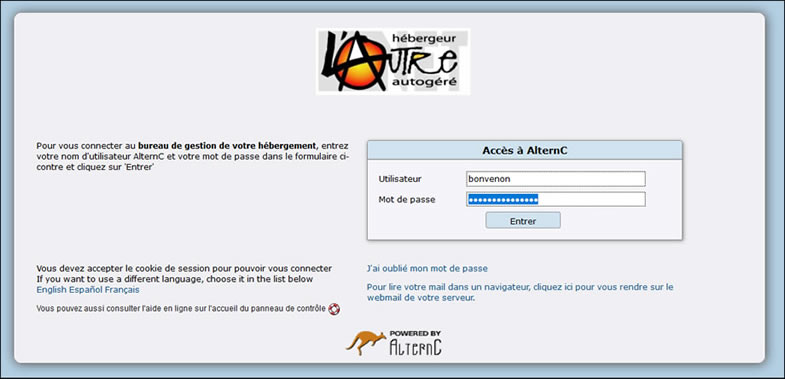 hébergeur
L'Autre
autogéré
Pour vous connecter au bureau de gestion de votre hébergement, entrez
votre nom d'utilisateur AlternC et votre mot de passe dans le formulaire ci-
contre et cliquez sur 'Entrer'
Accès à AlternC
Utilisateur
bonvenon
Mot de passe
Entrer
Vous devez accepter le cookie de session pour pouvoir vous connecter
If you want to use a different language, choose it in the list below
English Español Français
Vous pouvez aussi consulter l'aide en ligne sur l'accueil du panneau de contrôle
J'ai oublié mon mot de passe
Pour lire votre mail dans un navigateur, cliquez ici pour vous rendre sur le
webmail de votre serveur.
POWERED BY
ALTERNC